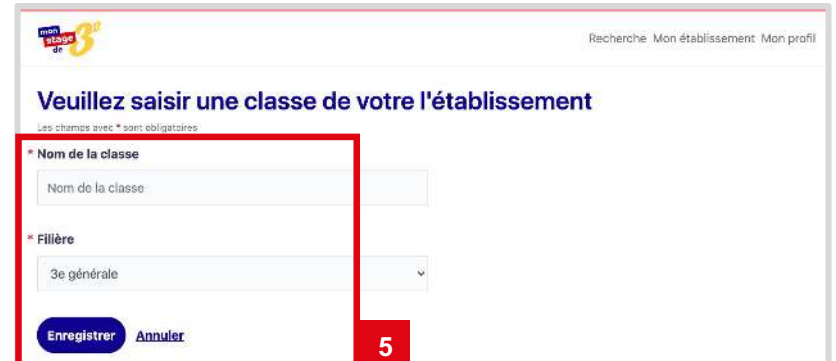 mon
stage
de 3e
Recherche Mon établissement Mon profil
Veuillez saisir une classe de votre l'établissement
Les champs avec * sont obligatoires
* Nom de la classe
Nom de la classe
* Filière
3e générale
Enregistrer Annuler
5